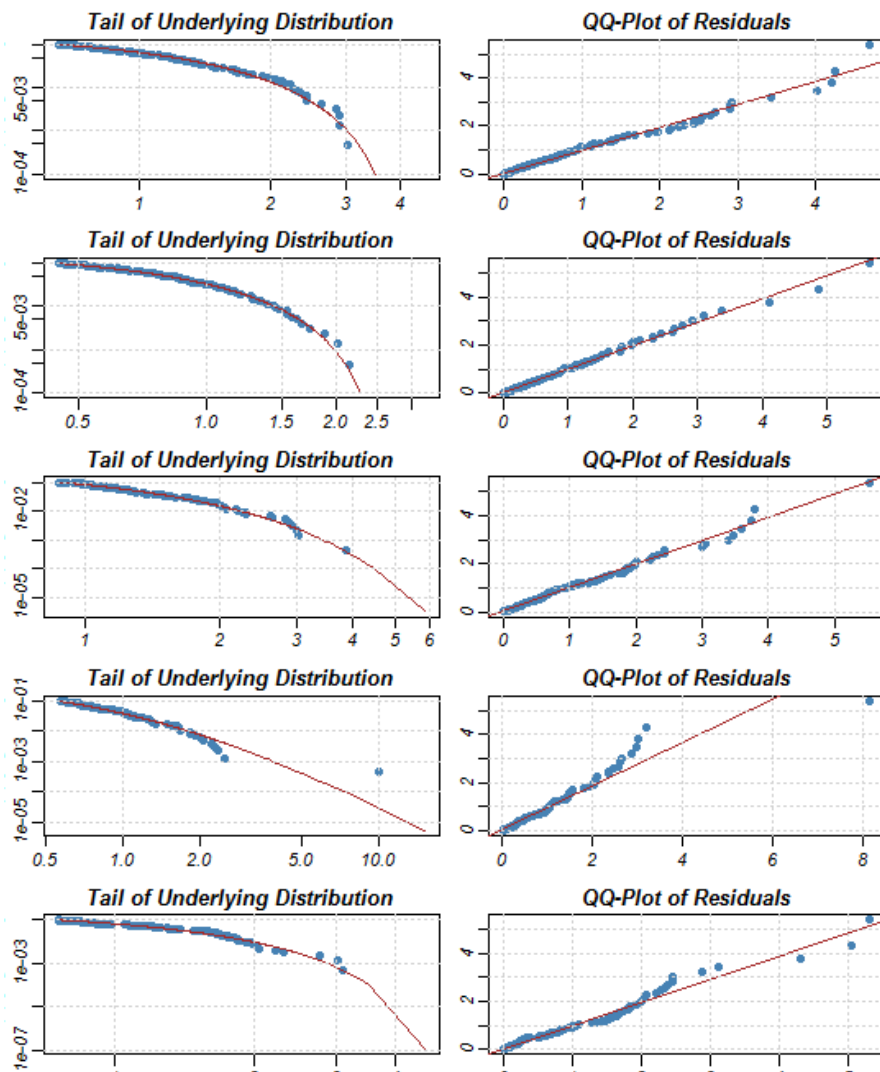 Tail of Underlying Distribution QQ-Plot of Residuals
5e-03
1e-04
1 2 3 4
4
2
0
0 1 2 3 4
Tail of Underlying Distribution QQ-Plot of Residuals
5e-03
1e-04
0.5 1.0 1.5 2.0 2.5
4
2
0
0 1 2 3 4 5
Tail of Underlying Distribution QQ-Plot of Residuals
1e-02
1e-05
1 2 3 4 5 6
4
2
0
0 1 2 3 4 5
Tail of Underlying Distribution QQ-Plot of Residuals
1e-01
1e-03
1e-05
0.5 1.0 2.0 5.0 10.0
4
2
0
0 2 4 6 8
Tail of Underlying Distribution QQ-Plot of Residuals
1e-03
1e-07
4
2
0